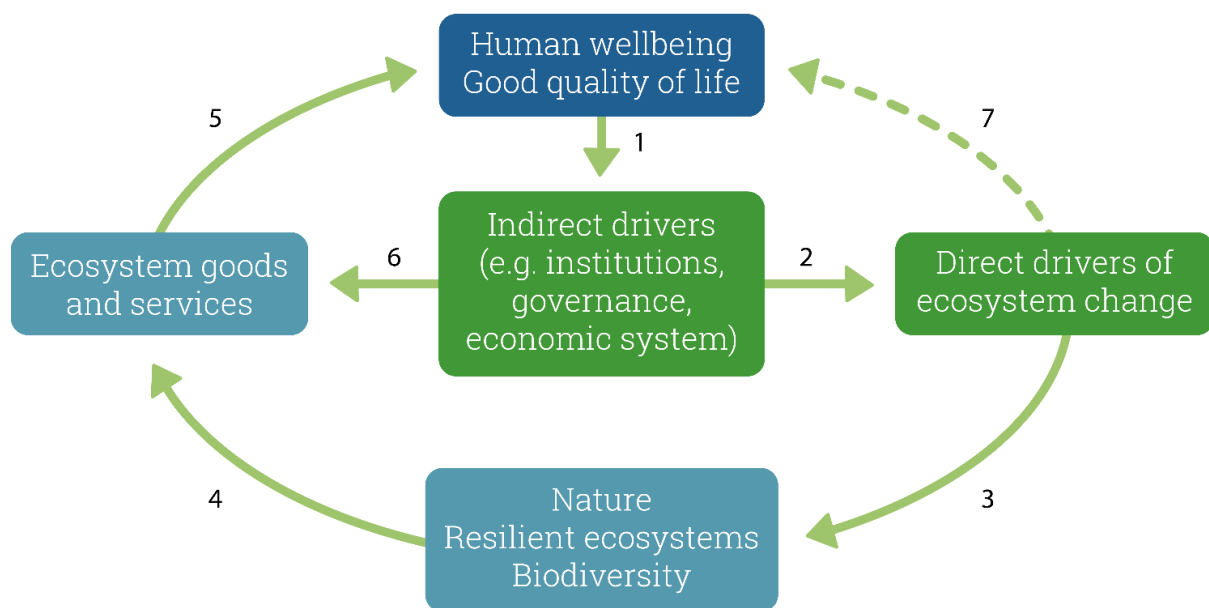 Human wellbeing
Good quality of life
5
7
1
Indirect drivers
(e.g. institutions,
governance,
economic system)
Ecosystem goods
and services
6
2
Direct drivers of
ecosystem change
4
3
Nature
Resilient ecosystems
Biodiversity